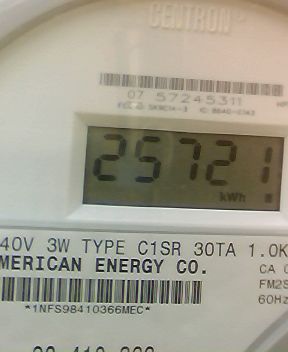 CENTRON
07 57245311
25721
kWh
40V 3W TYPE C1SR 30TA 1.0K
MERICAN ENERGY CO. CA
FM2S
60Hz
*1NFS98410366MEC*